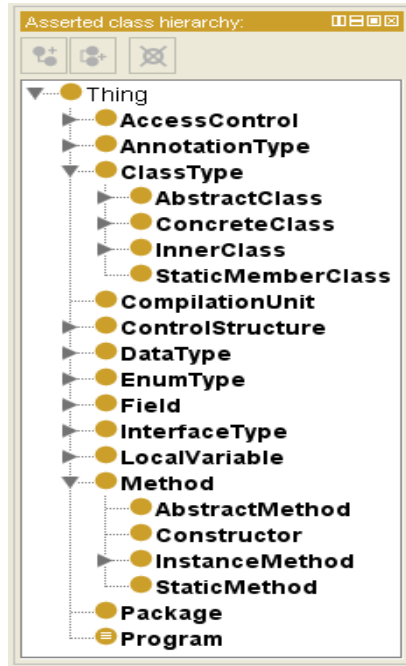 Asserted class hierarchy:
Thing
AccessControl
AnnotationType
ClassType
AbstractClass
ConcreteClass
InnerClass
StaticMemberClass
CompilationUnit
ControlStructure
DataType
EnumType
Field
InterfaceType
LocalVariable
Method
AbstractMethod
Constructor
InstanceMethod
StaticMethod
Package
Program